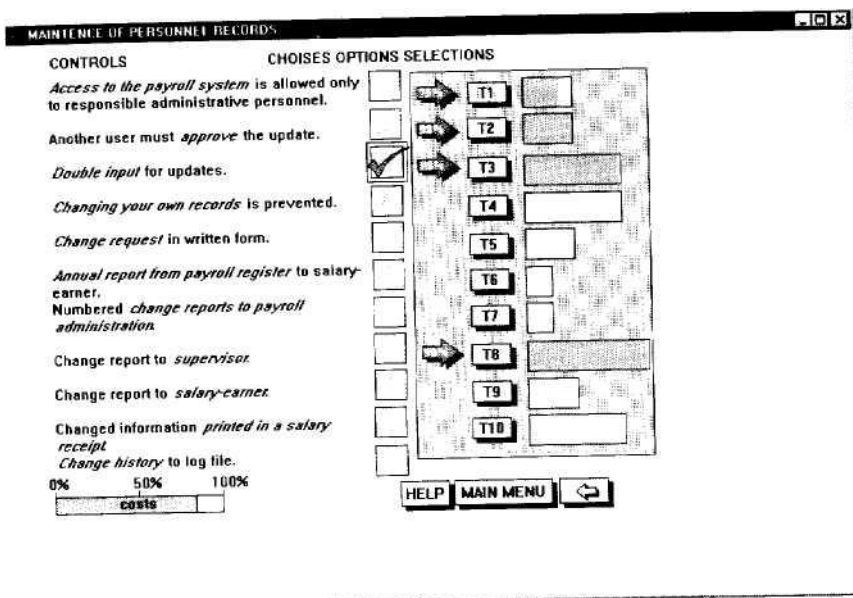 MAINTENCE OF PERSONNEL RECORDS
CONTROLS
CHOISES OPTIONS SELECTIONS
Access to the payroll system is allowed only
to responsible administrative personnel.
Another user must approve the update.
Double input for updates.
Changing your own records is prevented.
Change request in written form.
Annual report from payroll register to salary-
earner.
Numbered change reports to payroll
administration.
Change report to supervisor.
Change report to salary-earner.
Changed information printed in a salary
receipt.
Change history to log file.
T1
T2
T3
T4
T5
T6
T7
T8
T9
T10
0% 50% 100%
costs
HELP MAIN MENU